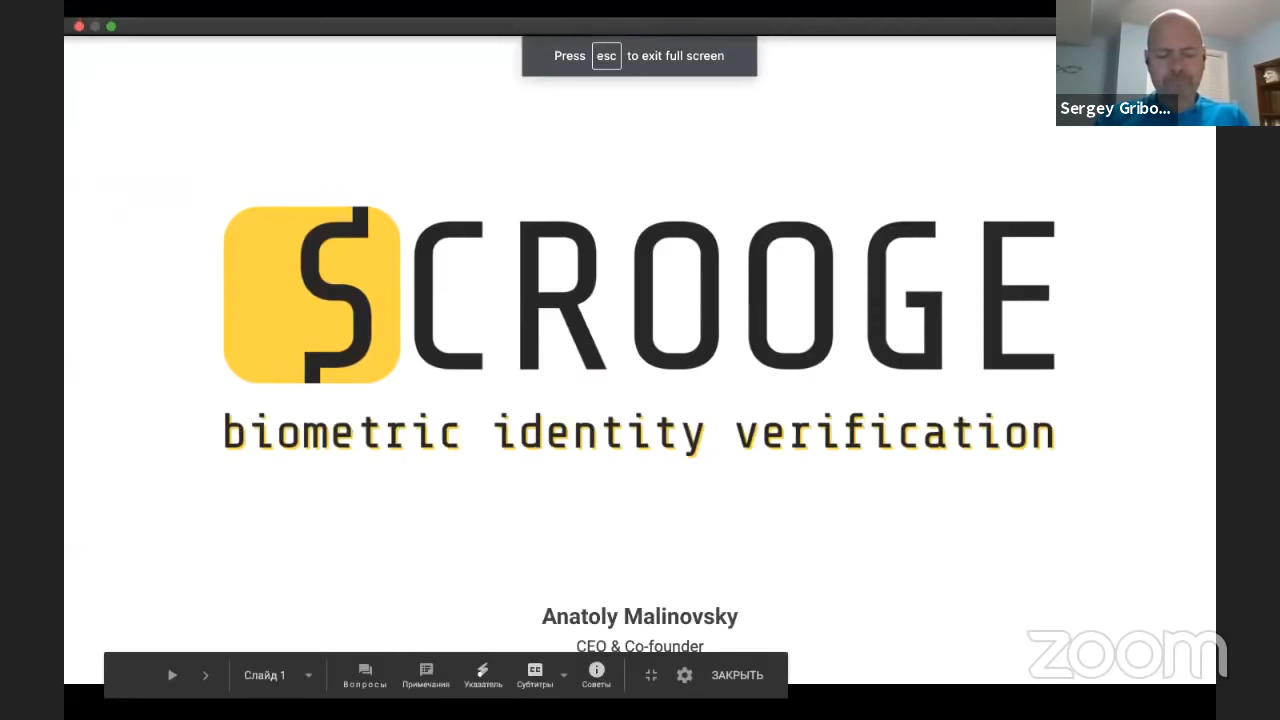 Press esc to exit full screen
Sergey Gribo...
SCROOGE
biometric identity verification
Anatoly Malinovsky
CEO & Co-founder
Слайд 1
Вопросы
Примечания
Указатель
Субтитры
Советы
ЗАКРЫТЬ
zoom